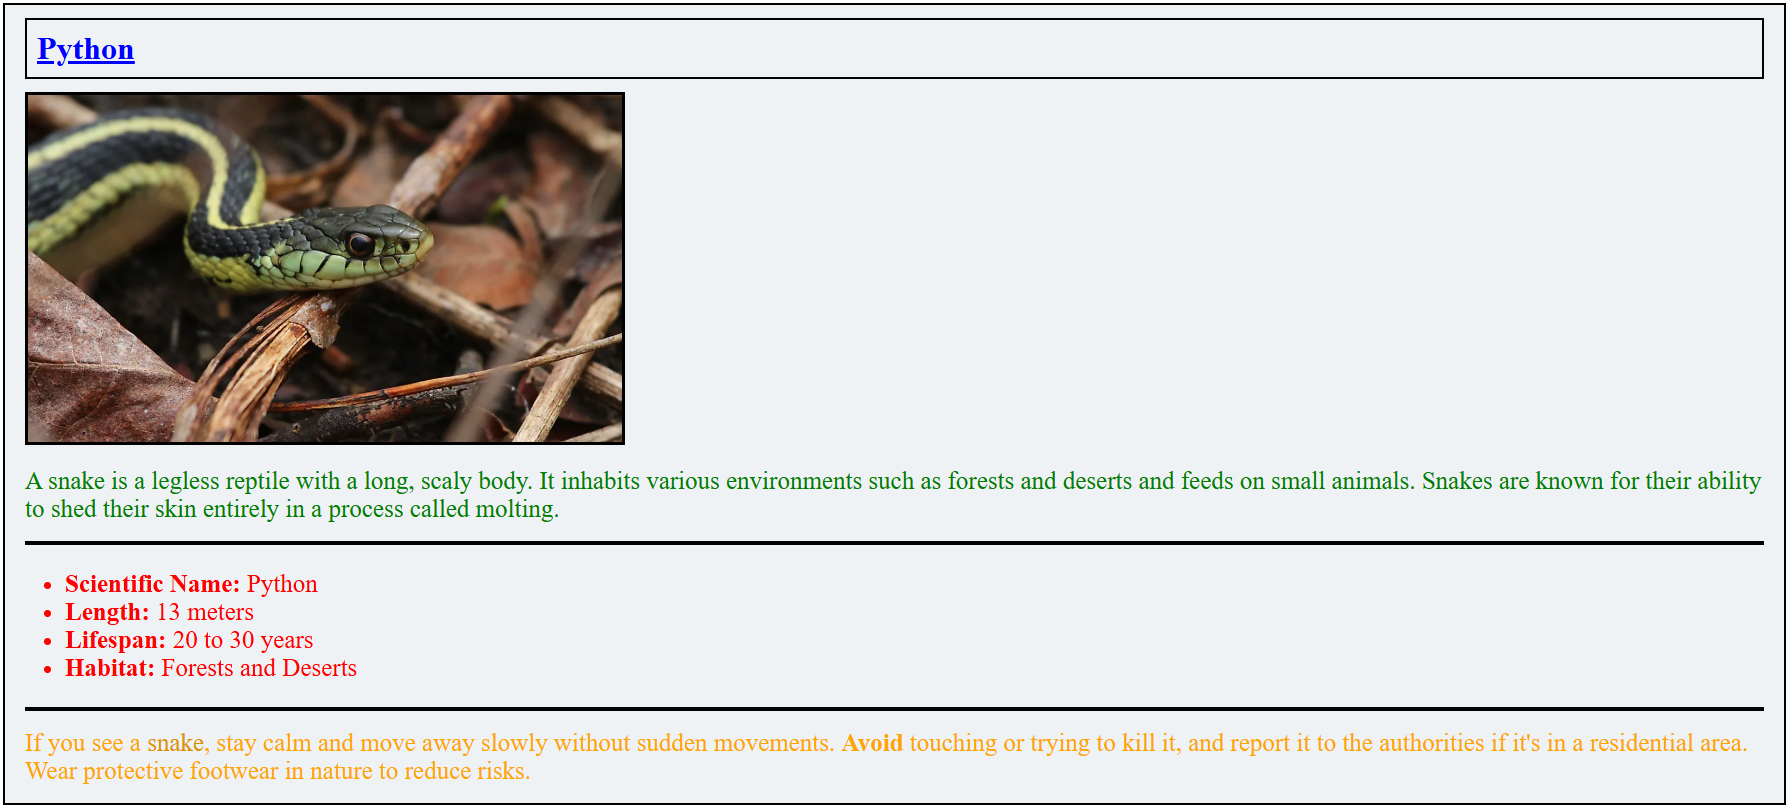 Python
A snake is a legless reptile with a long, scaly body. It inhabits various environments such as forests and deserts and feeds on small animals. Snakes are known for their ability
to shed their skin entirely in a process called molting.
• Scientific Name: Python
• Length: 13 meters
• Lifespan: 20 to 30 years
• Habitat: Forests and Deserts
If you see a snake, stay calm and move away slowly without sudden movements. Avoid touching or trying to kill it, and report it to the authorities if it's in a residential area.
Wear protective footwear in nature to reduce risks.